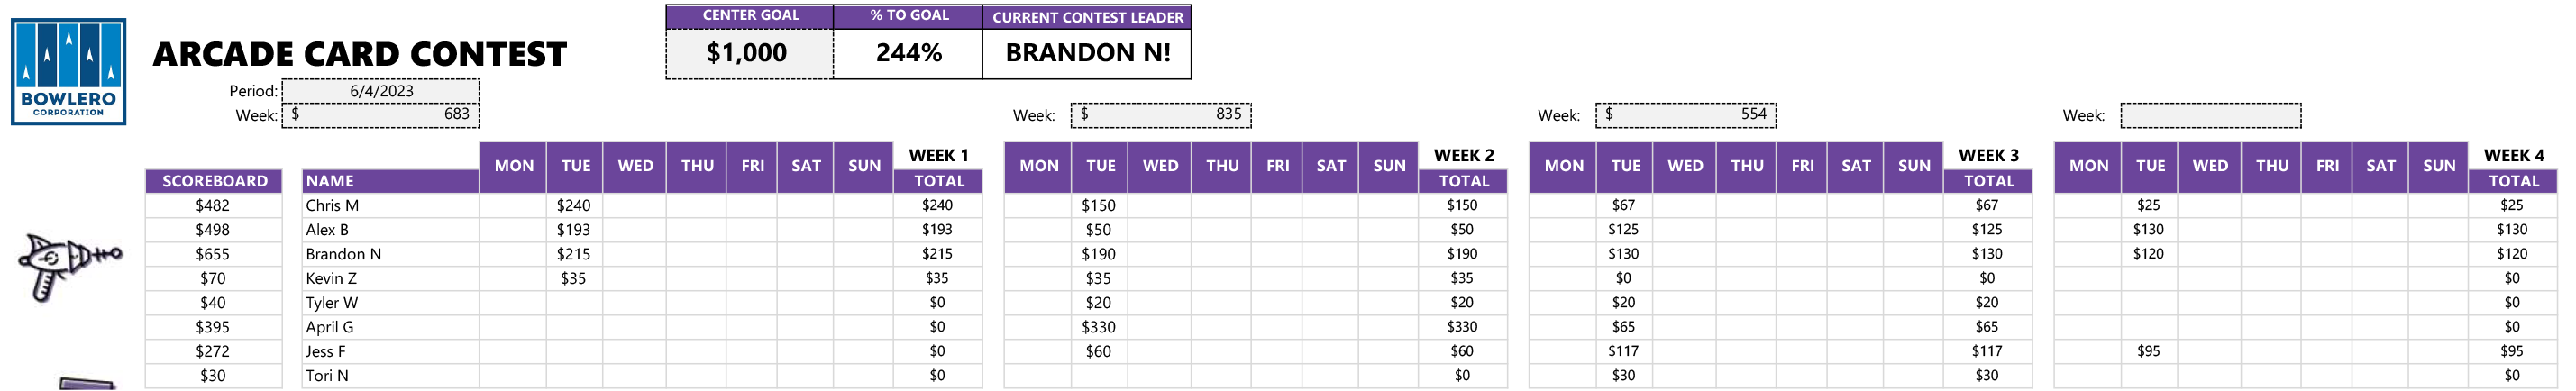 CENTER GOAL % TO GOAL CURRENT CONTEST LEADER
ARCADE CARD CONTEST $1,000 244% BRANDON N!
BOWLERO
CORPORATION
Period: 6/4/2023
Week: $ 683 Week: $ 835 Week: $ 554 Week:
MON TUE WED THU FRI SAT SUN WEEK 1 MON TUE WED THU FRI SAT SUN WEEK 2 MON TUE WED THU FRI SAT SUN WEEK 3 MON TUE WED THU FRI SAT SUN WEEK 4
SCOREBOARD NAME TOTAL TOTAL TOTAL TOTAL
$482 Chris M $240 $240 $150 $150 $67 $67 $25 $25
$498 Alex B $193 $193 $50 $50 $125 $125 $130 $130
$655 Brandon N $215 $215 $190 $190 $130 $130 $120 $120
$70 Kevin Z $35 $35 $35 $35 $0 $0 $0
$40 Tyler W $0 $20 $20 $20 $20 $0
$395 April G $0 $330 $330 $65 $65 $0
$272 Jess F $0 $60 $60 $117 $117 $95 $95
$30 Tori N $0 $0 $30 $30 $0